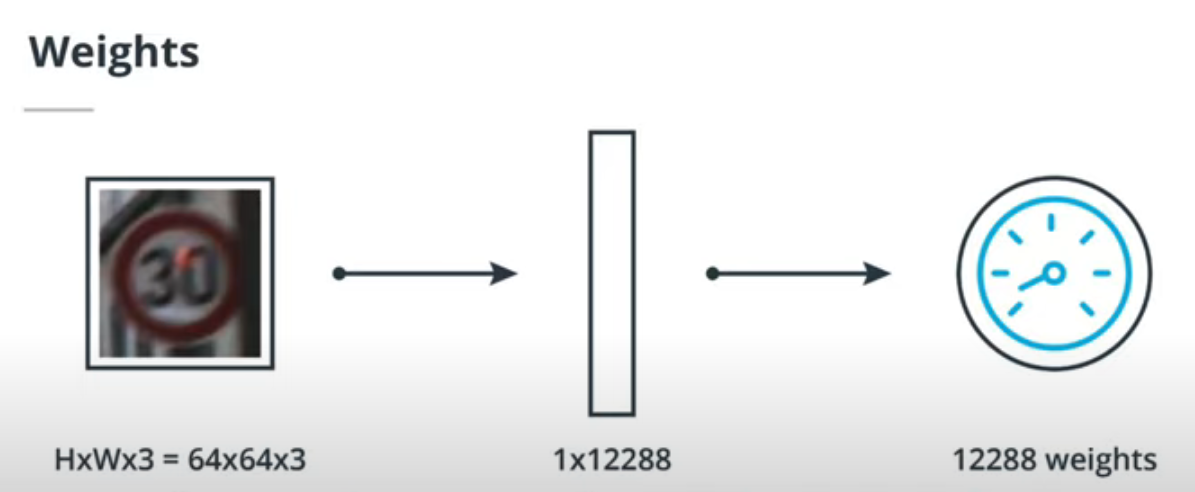 Weights
30
HxWx3 = 64x64x3
1x12288
12288 weights